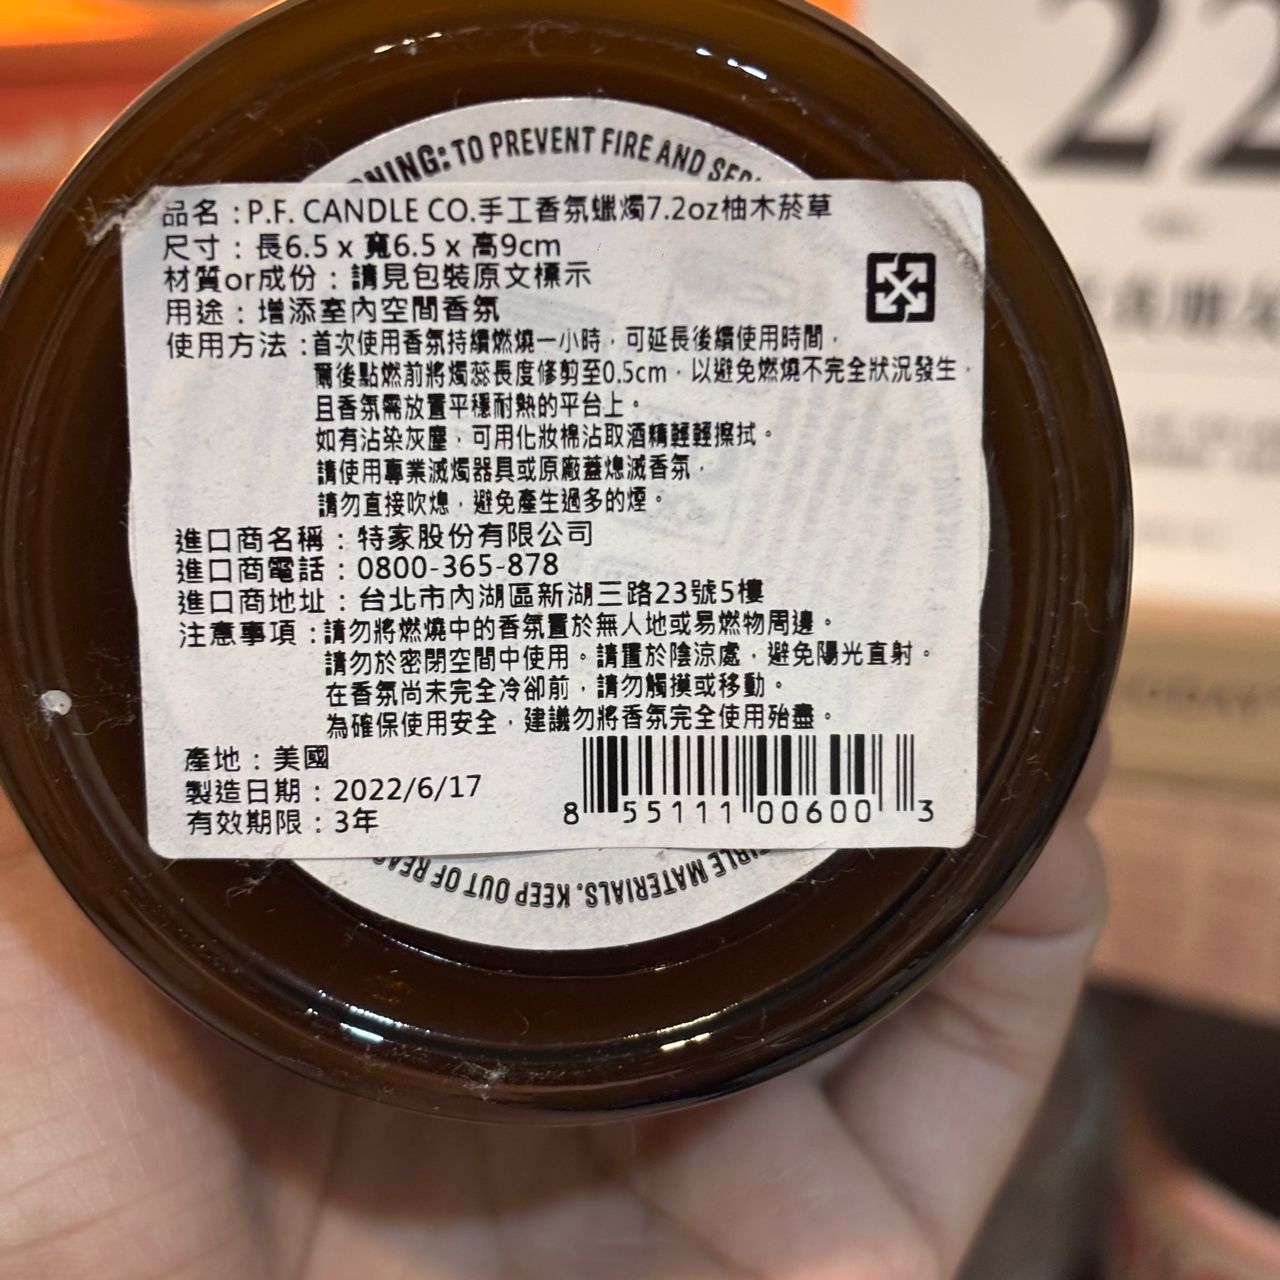 TO PREVENT FIRE AND
品名：P.F. CANDLE CO.手工香氛蠟燭7.2oz柚木菸草
尺寸：長6.5 x 寬6.5 x 高9cm
材質or成份：請見包裝原文標示
用途：增添室內空間香氛
使用方法：首次使用香氛持續燃燒一小時，可延長後續使用時間，
爾後點燃前將燭蕊長度修剪至0.5cm，以避免燃燒不完全狀況發生，
且香氛需放置平穩耐熱的平台上。
如有沾染灰塵，可用化妝棉沾取酒精輕輕擦拭。
請使用專業滅燭器具或原廠蓋熄滅香氛，
請勿直接吹熄，避免產生過多的煙。
進口商名稱：特家股份有限公司
進口商電話：0800-365-878
進口商地址：台北市內湖區新湖三路23號5樓
注意事項：請勿將燃燒中的香氛置於無人地或易燃物周邊。
請勿於密閉空間中使用。請置於陰涼處，避免陽光直射。
在香氛尚未完全冷卻前，請勿觸摸或移動。
為確保使用安全，建議勿將香氛完全使用殆盡。
產地：美國
製造日期：2022/6/17
有效期限：3年
8 55111 00600 3
MATERIALS. KEEP OUT OF
22